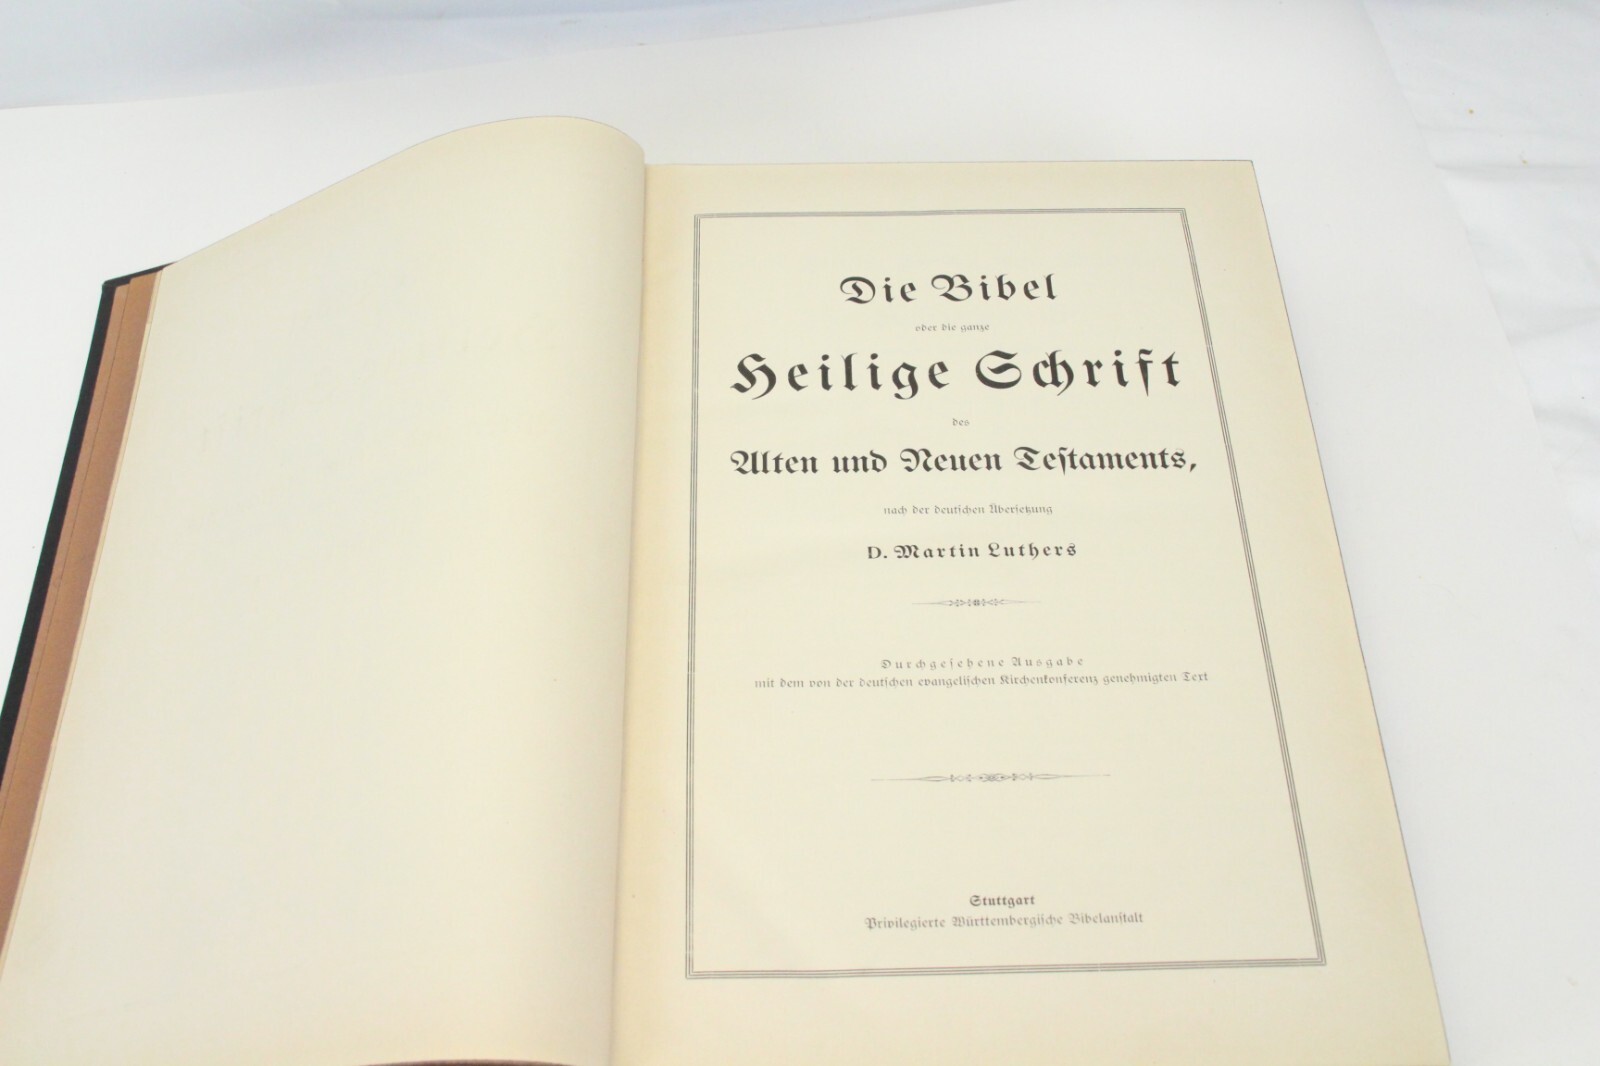 Die Bibel
oder die ganze
Heilige Schrift
des
Alten und Neuen Teſtaments,
nach der deutſchen Überſetzung
D. Martin Luthers
Durchgeſehene Ausgabe
mit dem von der deutſchen evangeliſchen Kirchenkonferenz genehmigten Text
Stuttgart
Privilegierte Württembergiſche Bibelanſtalt